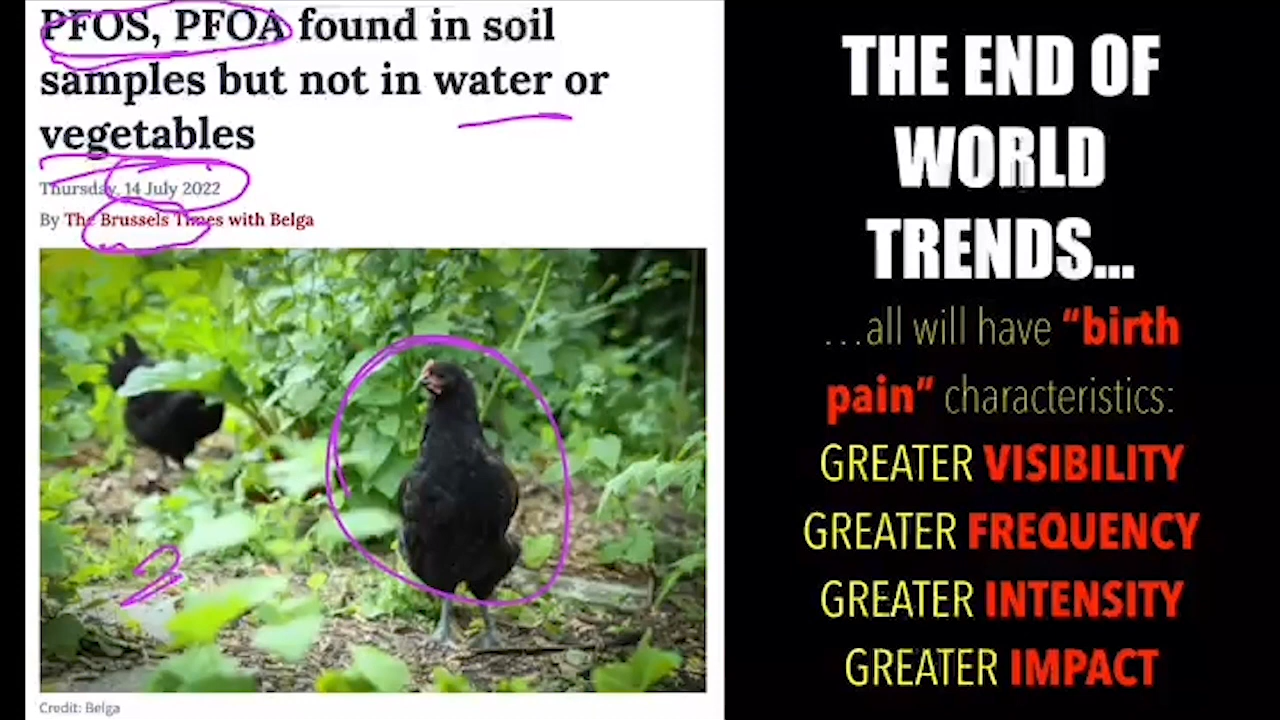 PFOS, PFOA found in soil
samples but not in water or
vegetables
Thursday, 14 July 2022
By The Brussels Times with Belga
Credit: Belga
THE END OF
WORLD
TRENDS...
...all will have “birth
pain” characteristics:
GREATER VISIBILITY
GREATER FREQUENCY
GREATER INTENSITY
GREATER IMPACT